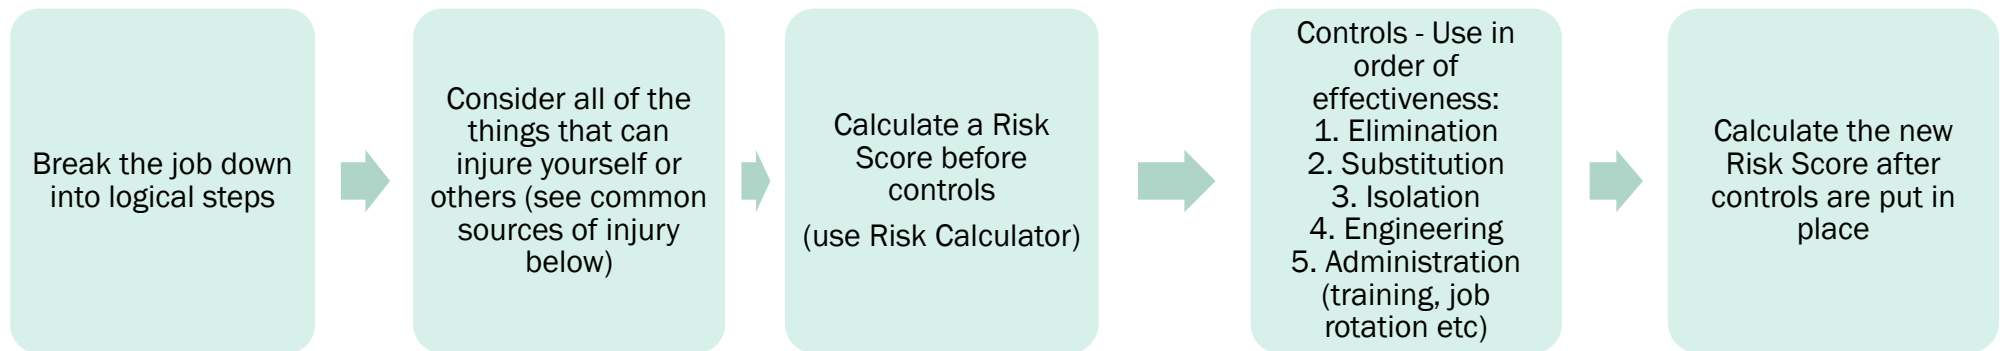 Break the job down
into logical steps
Consider all of the
things that can
injure yourself or
others (see common
sources of injury
below)
Calculate a Risk
Score before
controls
(use Risk Calculator)
Controls - Use in
order of
effectiveness:
1. Elimination
2. Substitution
3. Isolation
4. Engineering
5. Administration
(training, job
rotation etc)
Calculate the new
Risk Score after
controls are put in
place